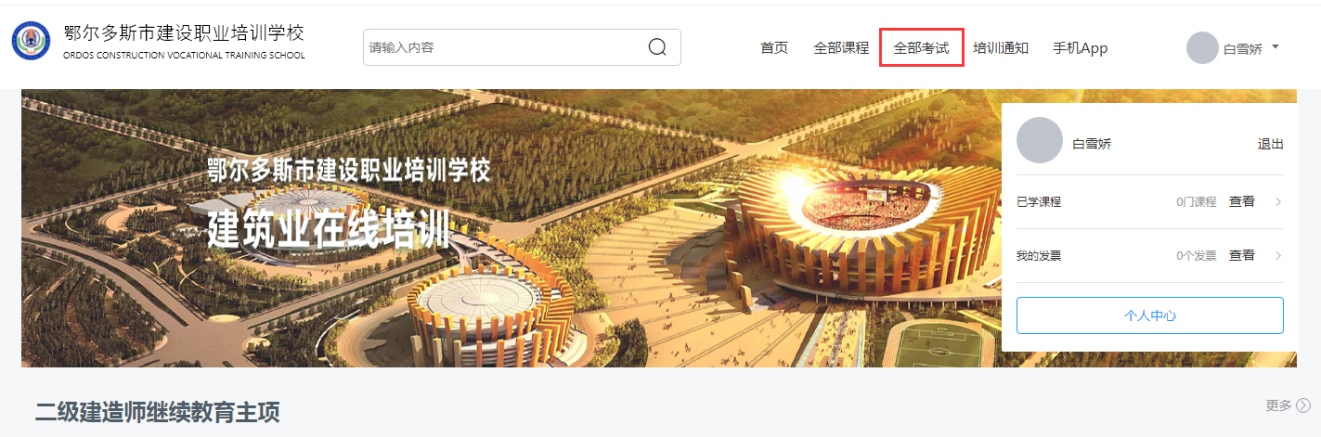 鄂尔多斯市建设职业培训学校
ORDOS CONSTRUCTION VOCATIONAL TRAINING SCHOOL
请输入内容
首页 全部课程 全部考试 培训通知 手机App
白雪娇
鄂尔多斯市建设职业培训学校
建筑业在线培训
白雪娇 退出
已学课程 0门课程 查看
我的发票 0个发票 查看
个人中心
二级建造师继续教育主项 更多